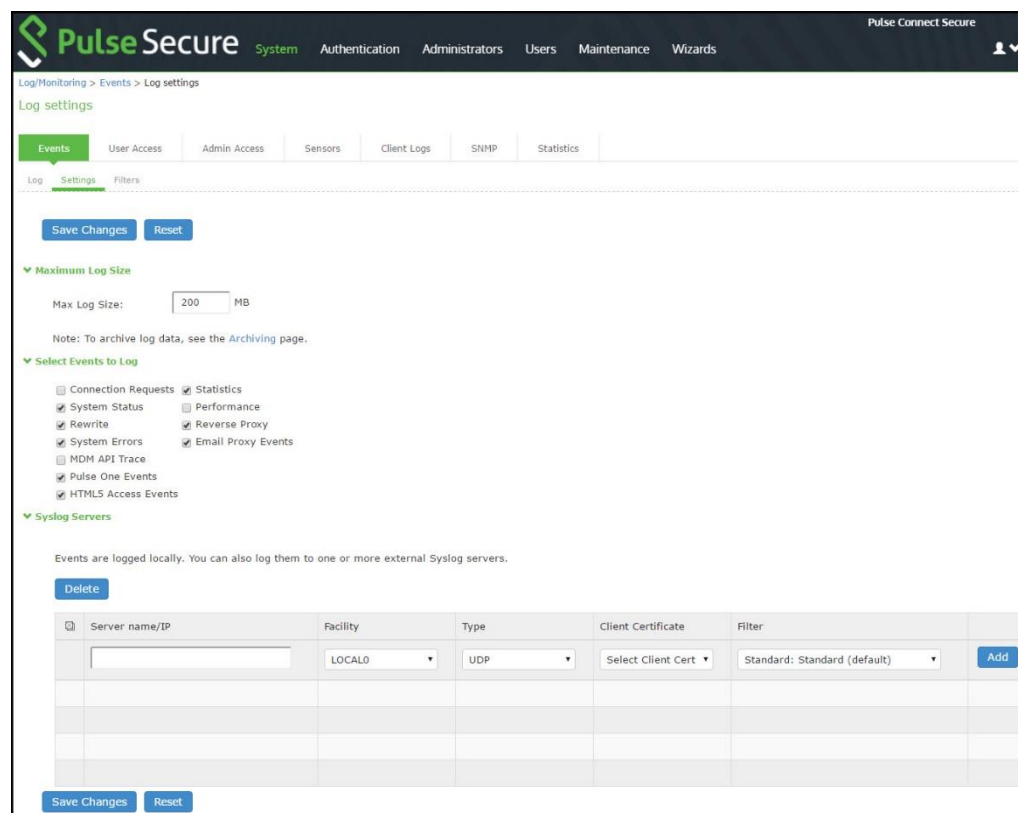 Pulse Connect Secure
Pulse Secure System Authentication Administrators Users Maintenance Wizards
Log/Monitoring > Events > Log settings
Log settings
Events User Access Admin Access Sensors Client Logs SNMP Statistics
Log Settings Filters
Save Changes Reset
Maximum Log Size
Max Log Size: 200 MB
Note: To archive log data, see the Archiving page.
Select Events to Log
Connection Requests Statistics
System Status Performance
Rewrite Reverse Proxy
System Errors Email Proxy Events
MDM API Trace
Pulse One Events
HTML5 Access Events
Syslog Servers
Events are logged locally. You can also log them to one or more external Syslog servers.
Delete
Server name/IP Facility Type Client Certificate Filter
LOCAL0 UDP Select Client Cert Standard: Standard (default) Add
Save Changes Reset